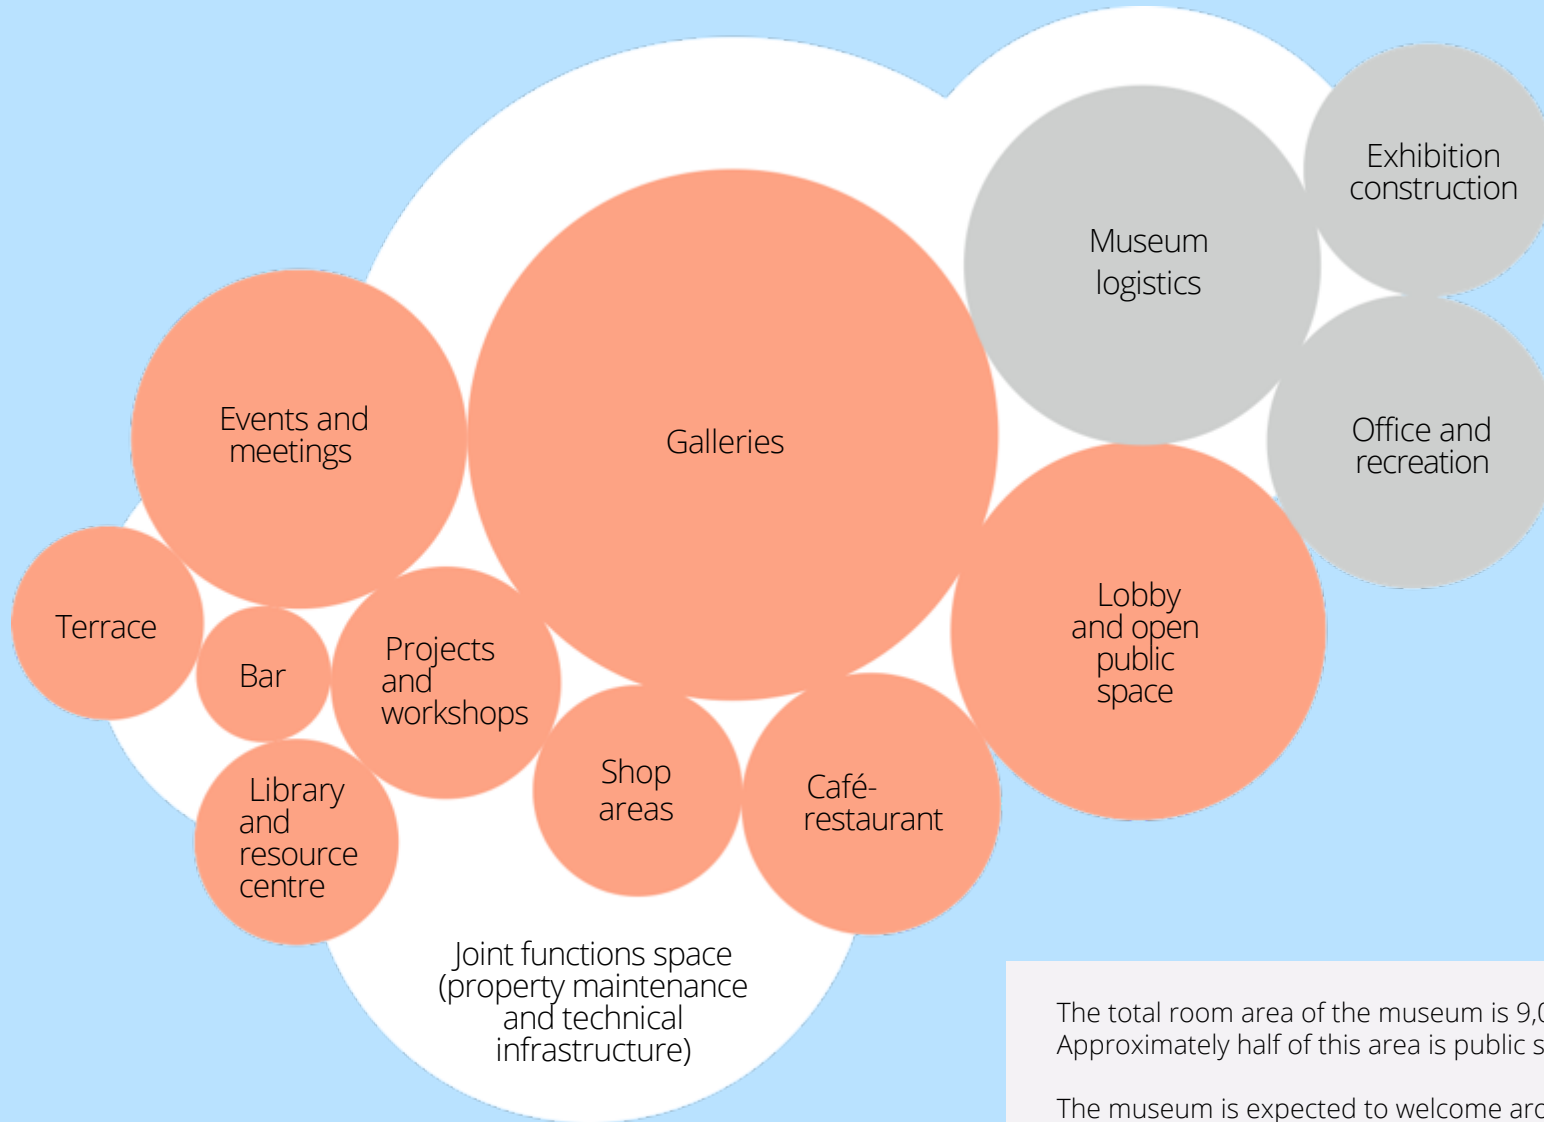 Exhibition
construction
Museum
logistics
Events and
meetings
Galleries
Office and
recreation
Terrace
Bar
Projects
and
workshops
Lobby
and open
public
space
Shop
areas
Café-
restaurant
Library
and
resource
centre
Joint functions space
(property maintenance
and technical
infrastructure)
The total room area of the museum is
Approximately half of this area is public
The museum is expected to welcome